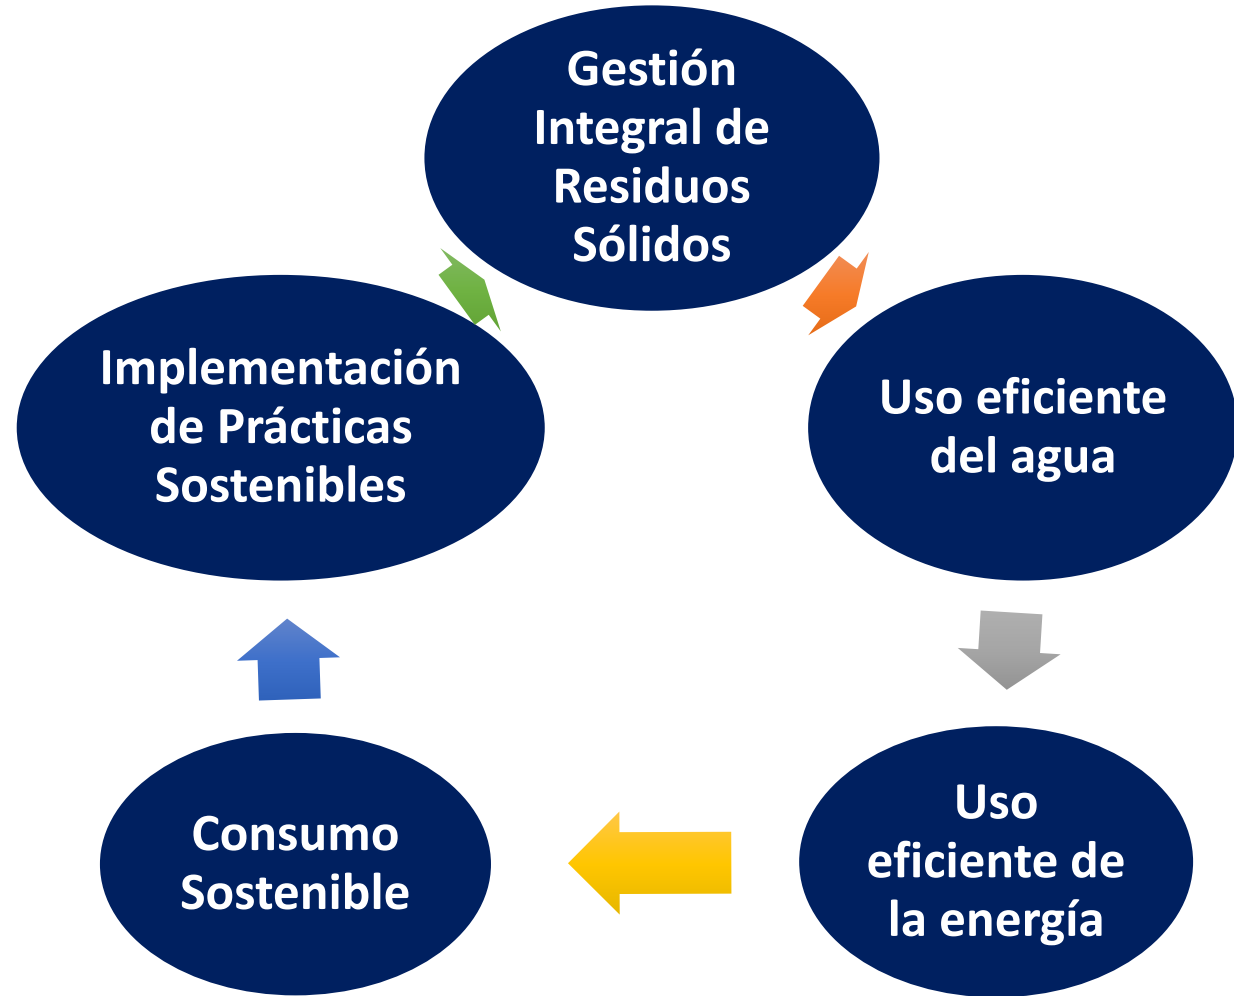 Gestión
Integral de
Residuos
Sólidos
Uso eficiente
del agua
Uso
eficiente de
la energía
Consumo
Sostenible
Implementación
de Prácticas
Sostenibles